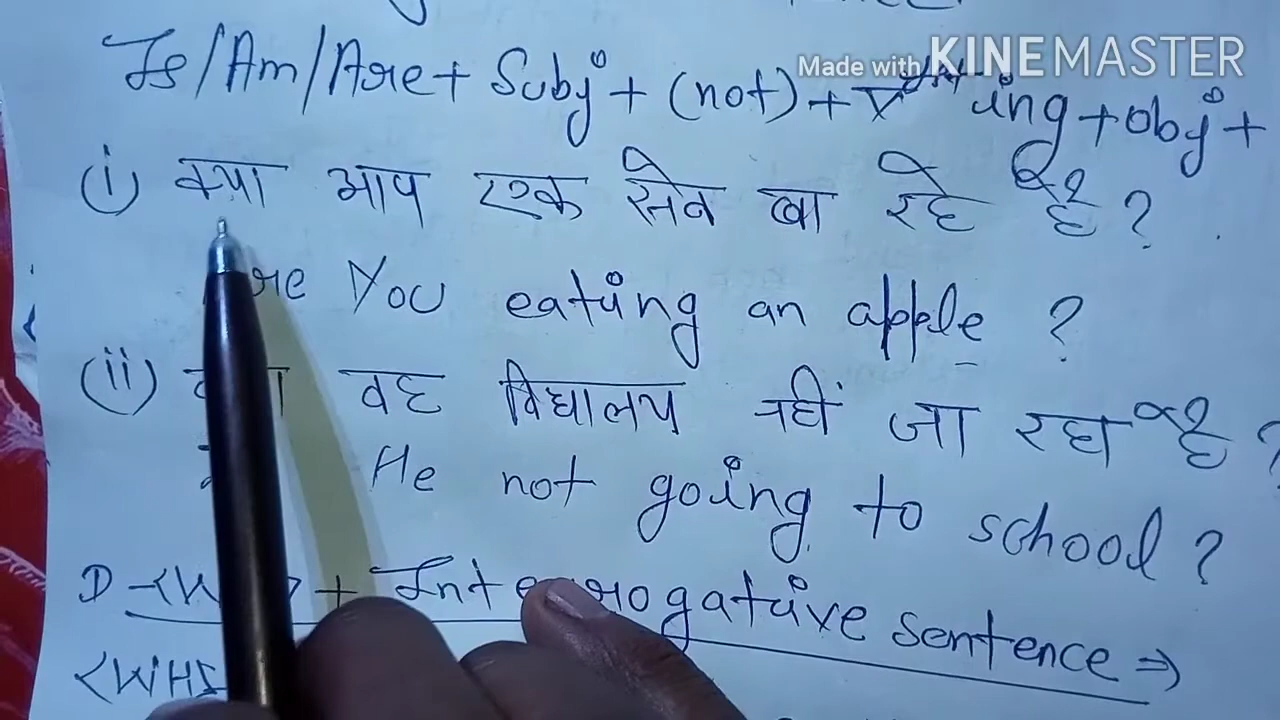 Made with KINEMASTER
Is/Am/Are + Subj + (not) + V ing + obj +
(i) क्या आप एक सेव खा रहे हैं ?
You eating an apple ?
(ii) वह विद्यालय नहीं जा रहा है ?
He not going to school ?
D + Interrogative sentence ⇒